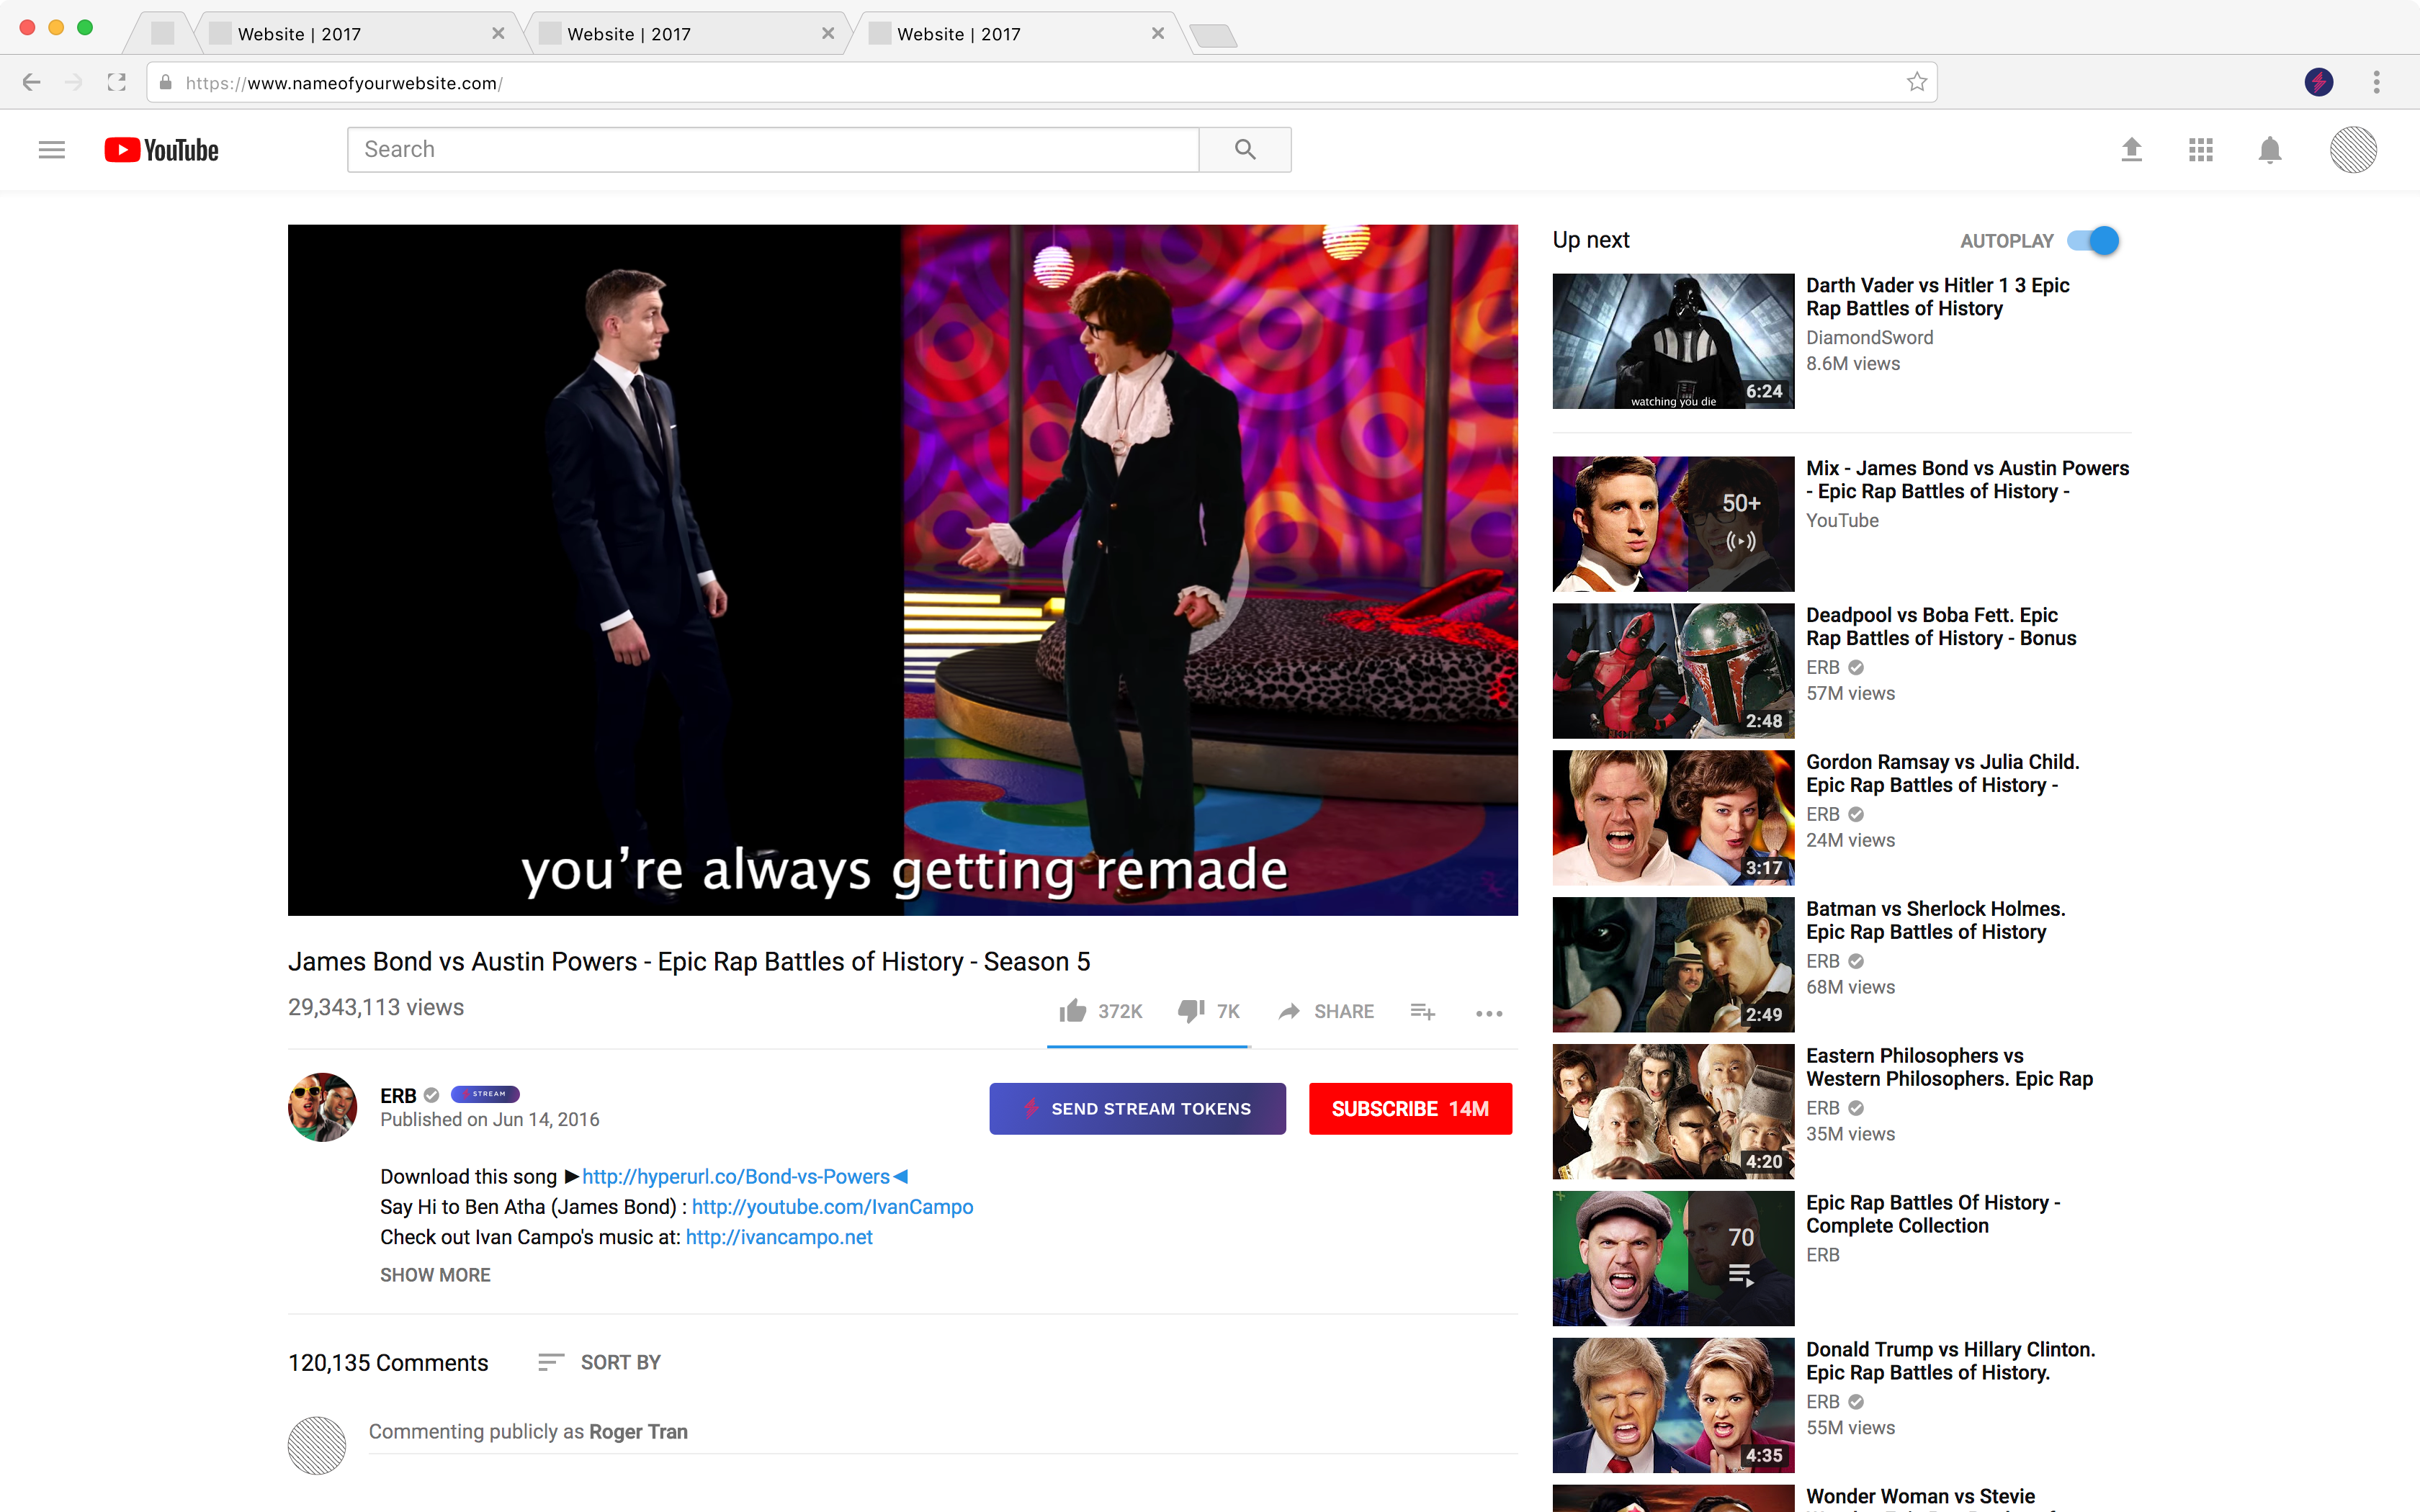 Website | 2017
Website | 2017
Website | 2017
https://www.nameofyourwebsite.com/
YouTube
Search
you're always getting remade
James Bond vs Austin Powers - Epic Rap Battles of History - Season 5
29,343,113 views
372K
7K
SHARE
ERB
STREAM
Published on Jun 14, 2016
SEND STREAM TOKENS
SUBSCRIBE 14M
Download this song ►http://hyperurl.co/Bond-vs-Powers◄
Say Hi to Ben Atha (James Bond) : http://youtube.com/IvanCampo
Check out Ivan Campo's music at: http://ivancampo.net
SHOW MORE
120,135 Comments
SORT BY
Commenting publicly as Roger Tran
Up next
AUTOPLAY
watching you die
6:24
Darth Vader vs Hitler 1 3 Epic
Rap Battles of History
DiamondSword
8.6M views
50+
Mix - James Bond vs Austin Powers
- Epic Rap Battles of History -
YouTube
2:48
Deadpool vs Boba Fett. Epic
Rap Battles of History - Bonus
ERB
57M views
3:17
Gordon Ramsay vs Julia Child.
Epic Rap Battles of History -
ERB
24M views
2:49
Batman vs Sherlock Holmes.
Epic Rap Battles of History
ERB
68M views
4:20
Eastern Philosophers vs
Western Philosophers. Epic Rap
ERB
35M views
70
Epic Rap Battles Of History -
Complete Collection
ERB
4:35
Donald Trump vs Hillary Clinton.
Epic Rap Battles of History.
ERB
55M views
Wonder Woman vs Stevie